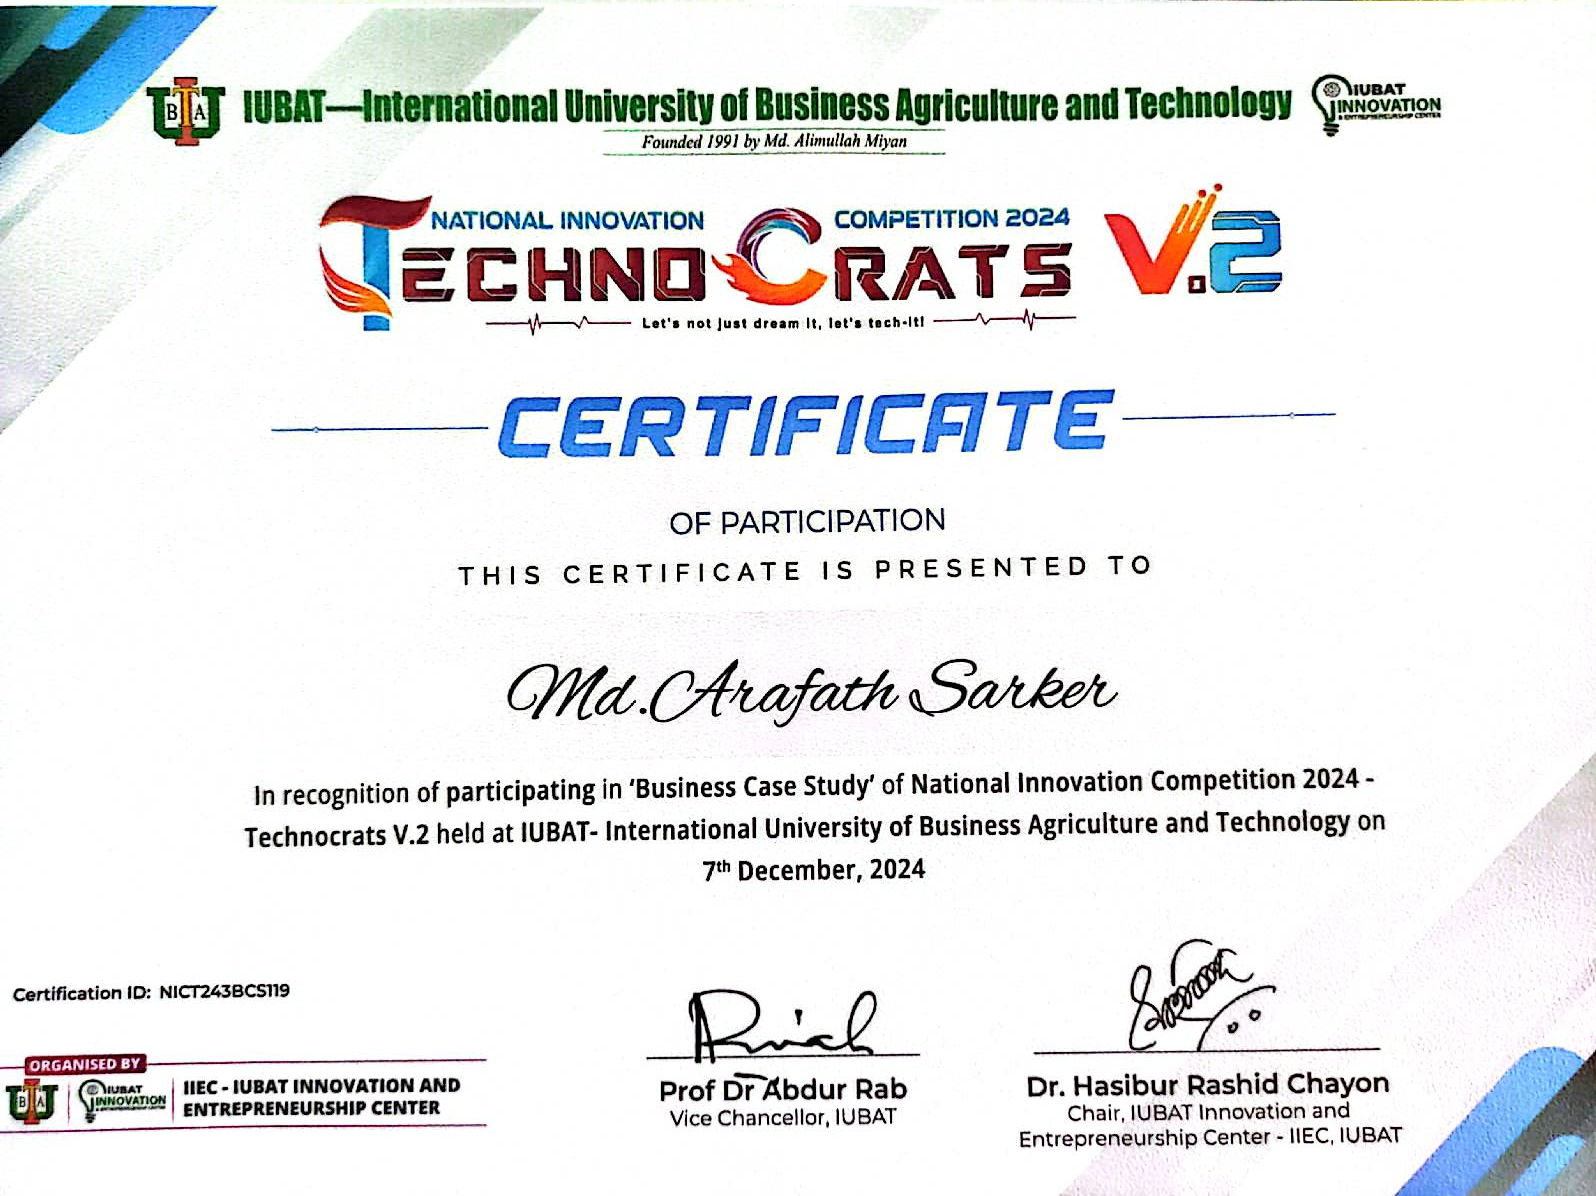 IUBAT—International University of Business Agriculture and Technology
Founded 1991 by Md. Alimullah Miyan
IUBAT
INNOVATION
& ENTREPRENEURSHIP CENTER
NATIONAL INNOVATION COMPETITION 2024
TECHNOCRATS V.2
Let's not just dream it, let's tech-it!
CERTIFICATE
OF PARTICIPATION
THIS CERTIFICATE IS PRESENTED TO
Md. Arafath Sarker
In recognition of participating in ‘Business Case Study’ of National Innovation Competition 2024 -
Technocrats V.2 held at IUBAT- International University of Business Agriculture and Technology on
7th December, 2024
Certification ID: NICT243BCS119
ORGANISED BY
IUBAT
INNOVATION
IIEC - IUBAT INNOVATION AND
ENTREPRENEURSHIP CENTER
Prof Dr Abdur Rab
Vice Chancellor, IUBAT
Dr. Hasibur Rashid Chayon
Chair, IUBAT Innovation and
Entrepreneurship Center - IIEC, IUBAT